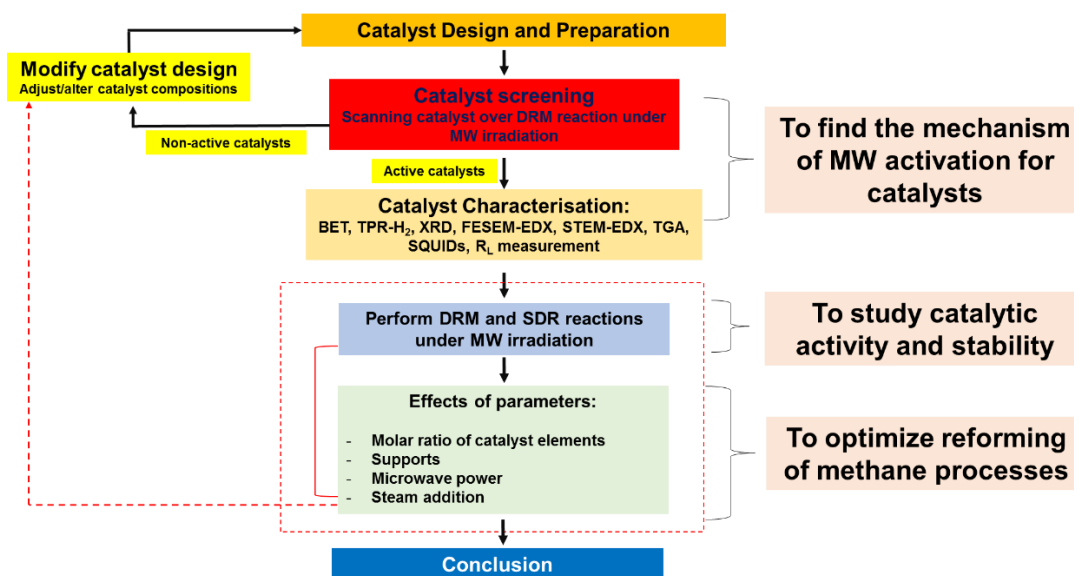 Catalyst Design and Preparation
Modify catalyst design
Adjust/alter catalyst compositions
Catalyst screening
Scanning catalyst over DRM reaction under
MW irradiation
Non-active catalysts
Active catalysts
To find the mechanism
of MW activation for
catalysts
Catalyst Characterisation:
BET, TPR-H₂, XRD, FESEM-EDX, STEM-EDX, TGA,
SQUIDs, R_L measurement
Perform DRM and SDR reactions
under MW irradiation
To study catalytic
activity and stability
Effects of parameters:
- Molar ratio of catalyst elements
- Supports
- Microwave power
- Steam addition
To optimize reforming
of methane processes
Conclusion